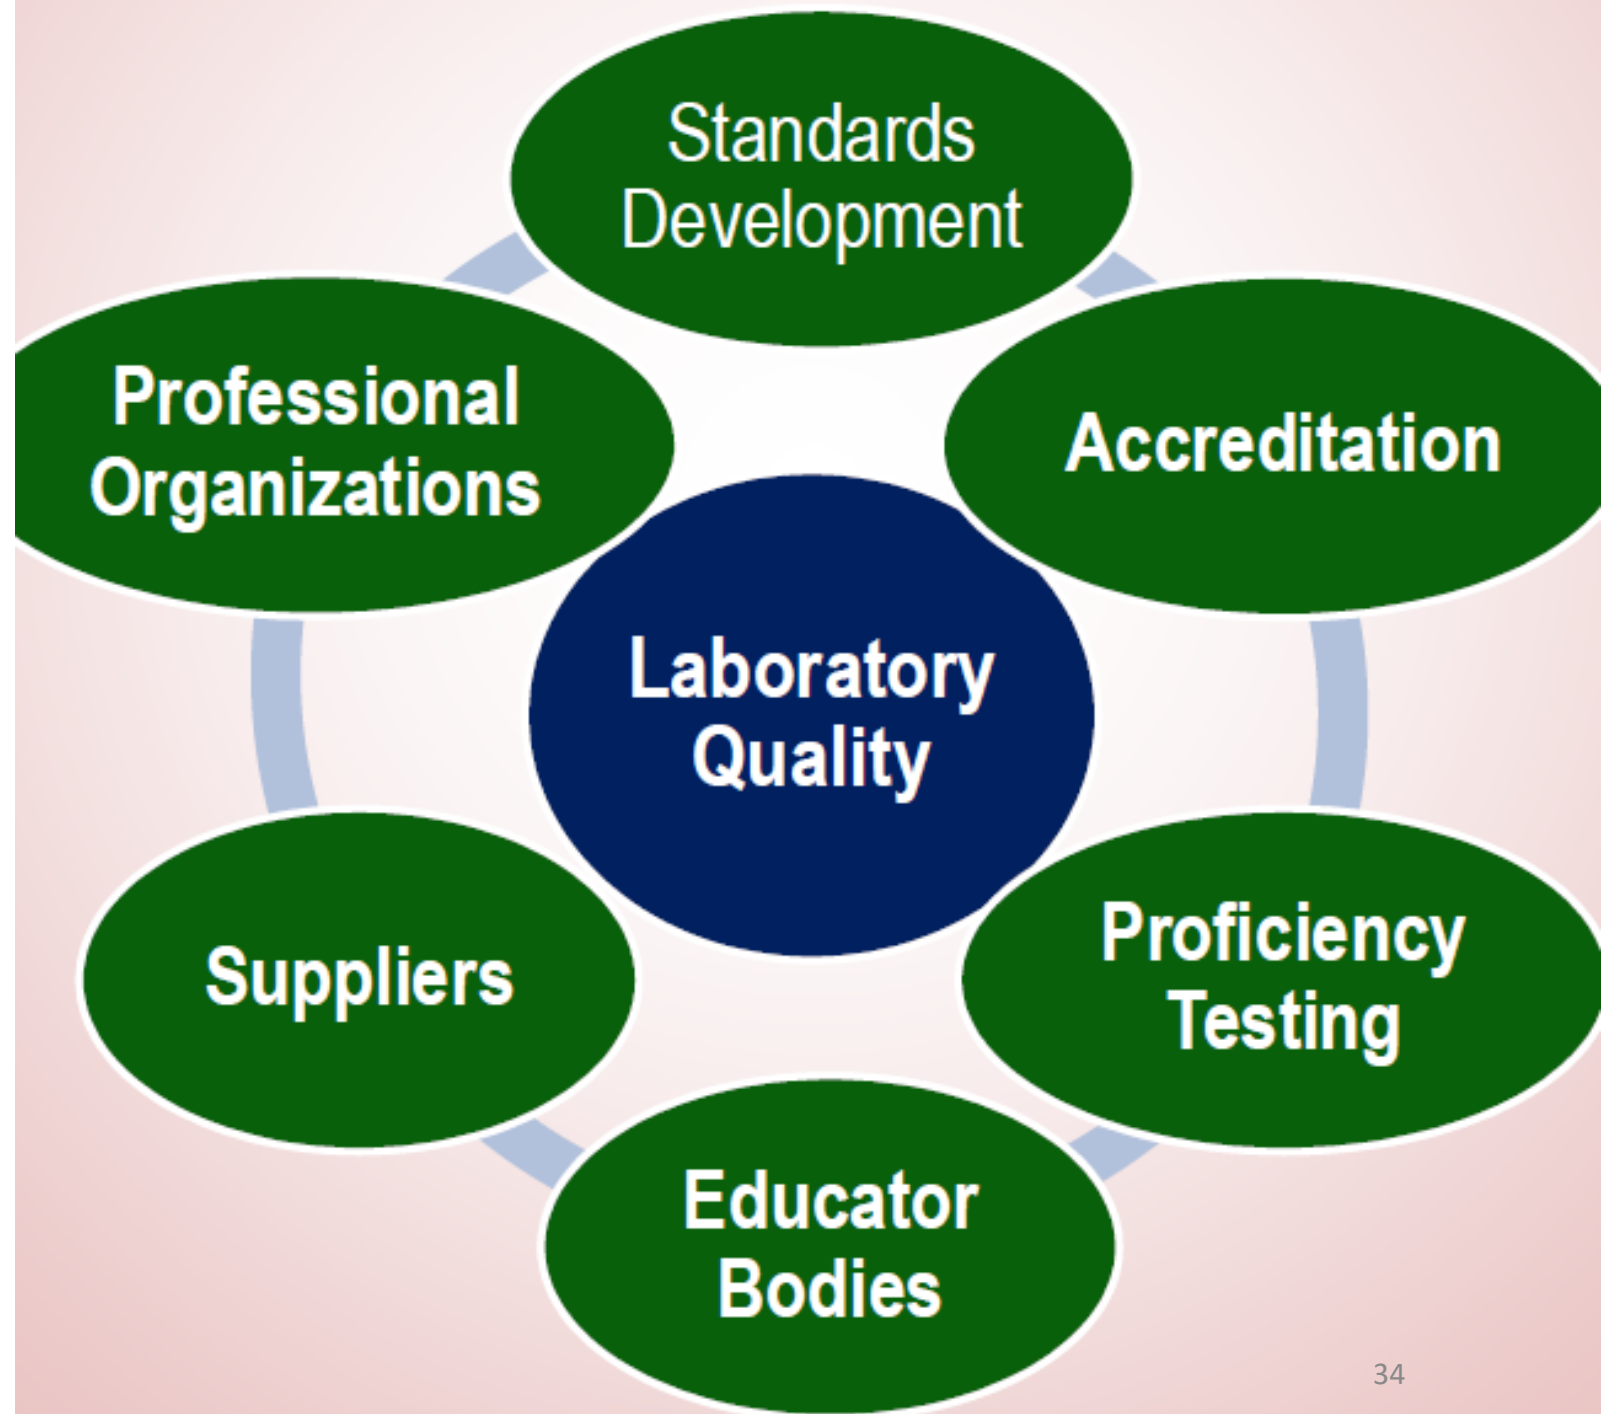 Standards
Development
Professional
Organizations
Accreditation
Laboratory
Quality
Suppliers
Proficiency
Testing
Educator
Bodies
34